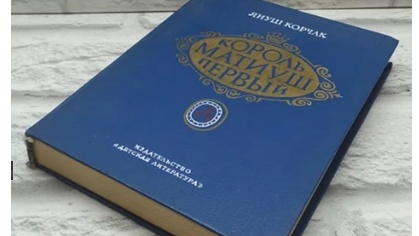 ЯНУШ КОРЧАК
КОРОЛЬ
МАТИУШ
ПЕРВЫЙ
ИЗДАТЕЛЬСТВО
«ДЕТСКАЯ ЛИТЕРАТУРА»